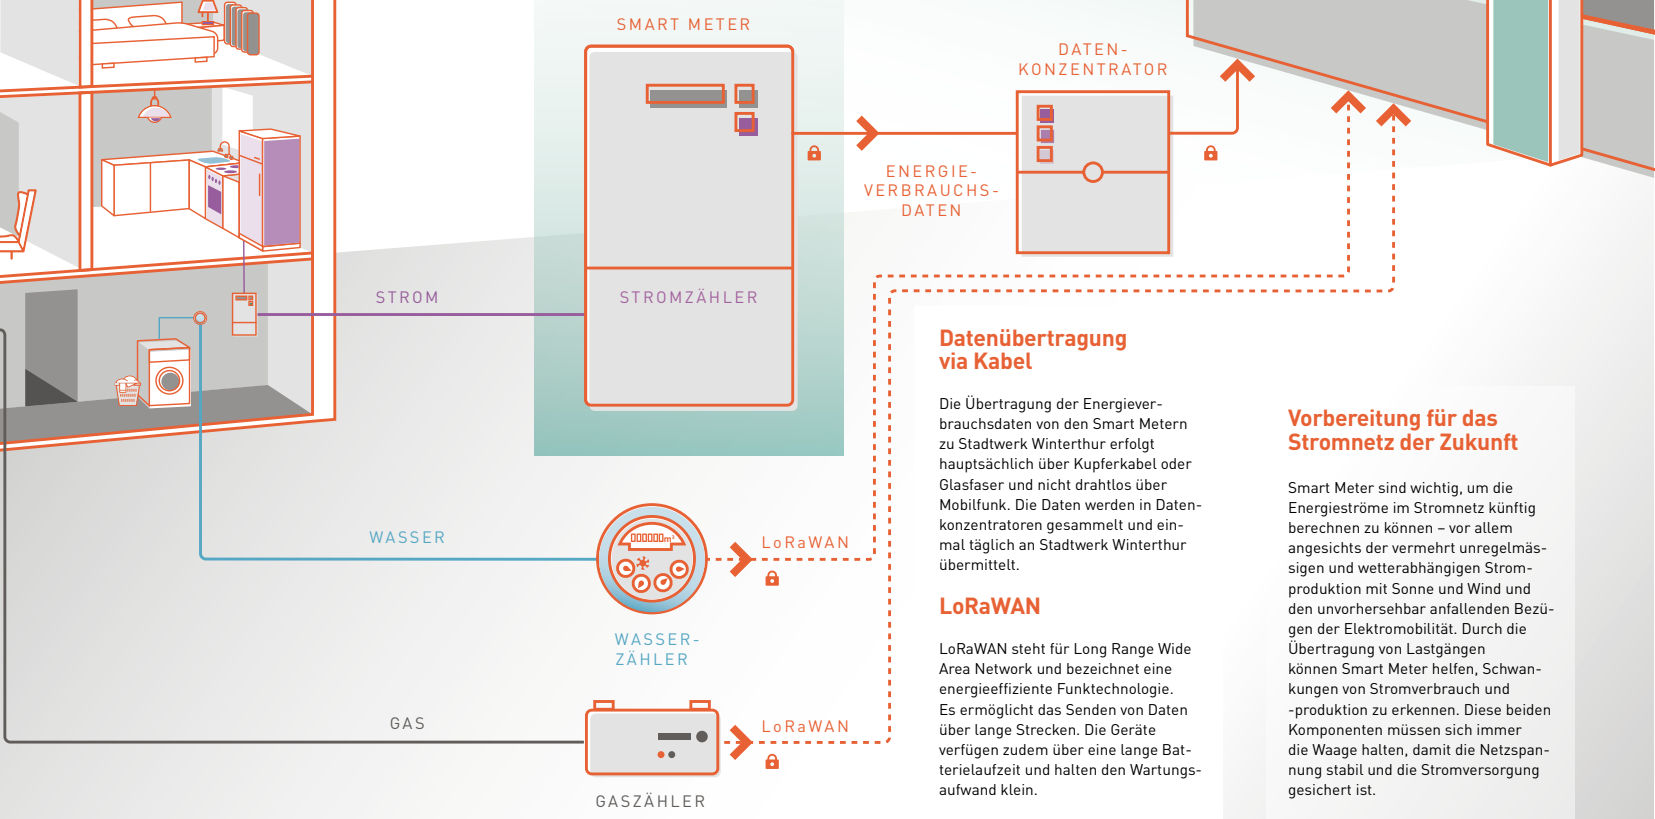 SMART METER
DATEN-
KONZENTRATOR
ENERGIE-
VERBRAUCHS-
DATEN
STROM
STROMZÄHLER
WASSER
LoRaWAN
WASSER-
ZÄHLER
GAS
LoRaWAN
GASZÄHLER
Datenübertragung
via Kabel
Die Übertragung der Energiever-
brauchsdaten von den Smart Metern
zu Stadtwerk Winterthur erfolgt
hauptsächlich über Kupferkabel oder
Glasfaser und nicht drahtlos über
Mobilfunk. Die Daten werden in Daten-
konzentratoren gesammelt und ein-
mal täglich an Stadtwerk Winterthur
übermittelt.
LoRaWAN
LoRaWAN steht für Long Range Wide
Area Network und bezeichnet eine
energieeffiziente Funktechnologie.
Es ermöglicht das Senden von Daten
über lange Strecken. Die Geräte
verfügen zudem über eine lange Bat-
terielaufzeit und halten den Wartungs-
aufwand klein.
Vorbereitung für das
Stromnetz der Zukunft
Smart Meter sind wichtig, um die
Energieströme im Stromnetz künftig
berechnen zu können – vor allem
angesichts der vermehrt unregelmäs-
sigen und wetterabhängigen Strom-
produktion mit Sonne und Wind und
den unvorhersehbar anfallenden Bezü-
gen der Elektromobilität. Durch die
Übertragung von Lastgängen
können Smart Meter helfen, Schwan-
kungen von Stromverbrauch und
-produktion zu erkennen. Diese beiden
Komponenten müssen sich immer
die Waage halten, damit die Netzspan-
nung stabil und die Stromversorgung
gesichert ist.